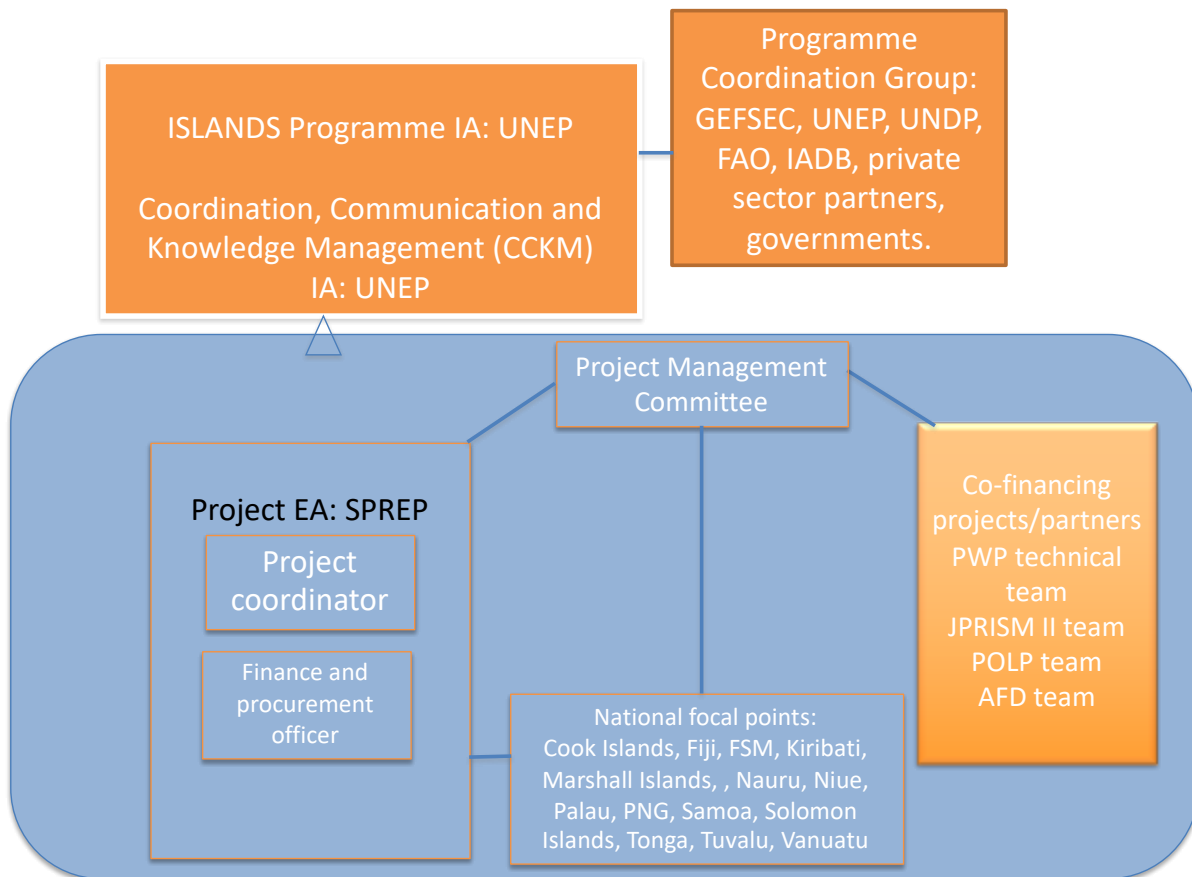 ISLANDS Programme IA: UNEP
Coordination, Communication and
Knowledge Management (CCKM)
IA: UNEP
Programme
Coordination Group:
GEFSEC, UNEP, UNDP,
FAO, IADB, private
sector partners,
governments.
Project Management
Committee
Project EA: SPREP
Project
coordinator
Finance and
procurement
officer
National focal points:
Cook Islands, Fiji, FSM, Kiribati,
Marshall Islands, , Nauru, Niue,
Palau, PNG, Samoa, Solomon
Islands, Tonga, Tuvalu, Vanuatu
Co-financing
projects/partners
PWP technical
team
JPRISM II team
POLP team
AFD team